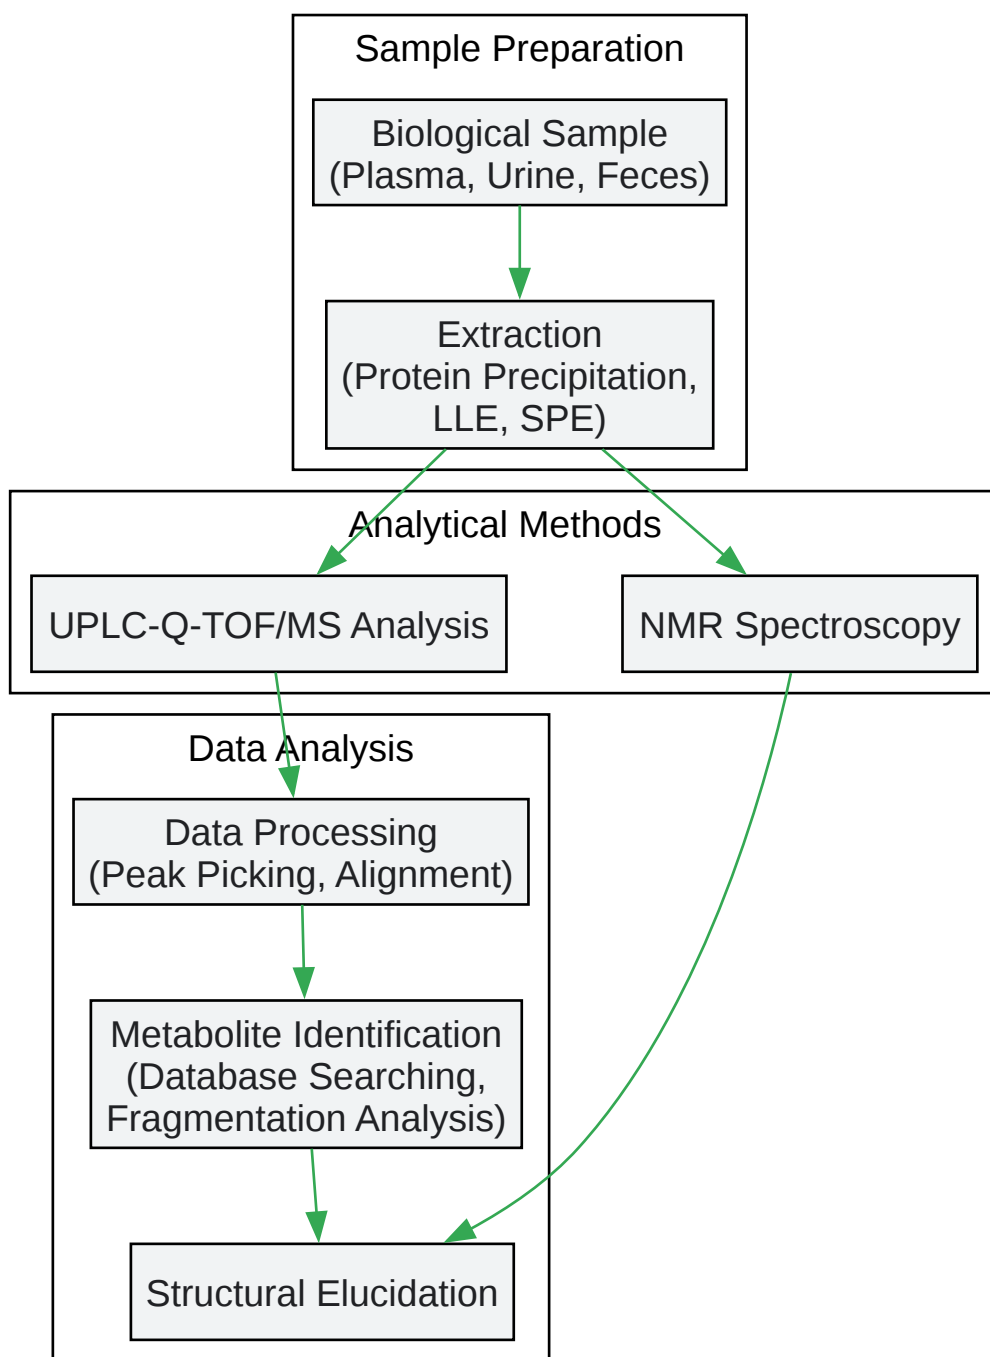 Sample Preparation
Biological Sample
(Plasma, Urine, Feces)
Extraction
(Protein Precipitation,
LLE, SPE)
Analytical Methods
UPLC-Q-TOF/MS Analysis
NMR Spectroscopy
Data Analysis
Data Processing
(Peak Picking, Alignment)
Metabolite Identification
(Database Searching,
Fragmentation Analysis)
Structural Elucidation